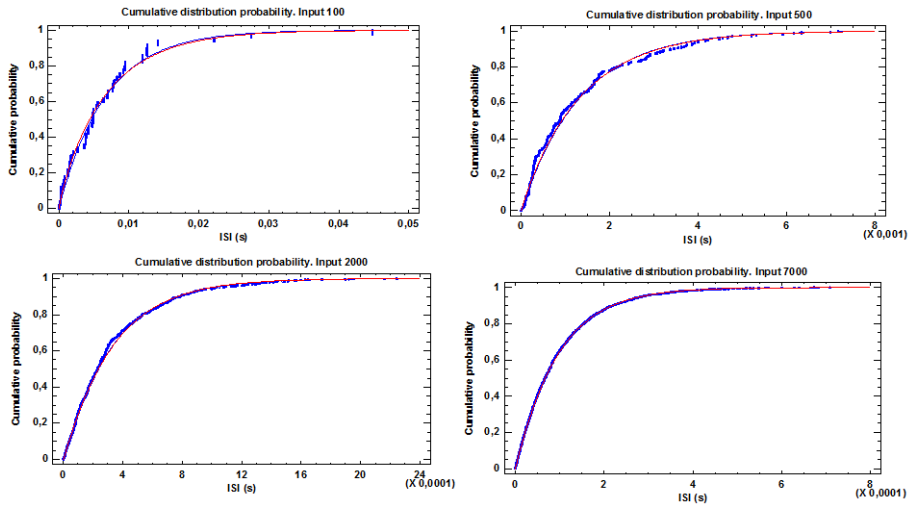 Cumulative distribution probability. Input 100
Cumulative probability
1
0,8
0,6
0,4
0,2
0
0 0,01 0,02 0,03 0,04 0,05
ISI (s)
Cumulative distribution probability. Input 500
Cumulative probability
1
0,8
0,6
0,4
0,2
0
0 2 4 6 8
(X 0,001)
ISI (s)
Cumulative distribution probability. Input 2000
Cumulative probability
1
0,8
0,6
0,4
0,2
0
0 4 8 12 16 20 24
(X 0,0001)
ISI (s)
Cumulative distribution probability. Input 7000
Cumulative probability
1
0,8
0,6
0,4
0,2
0
0 2 4 6 8
(X 0,0001)
ISI (s)